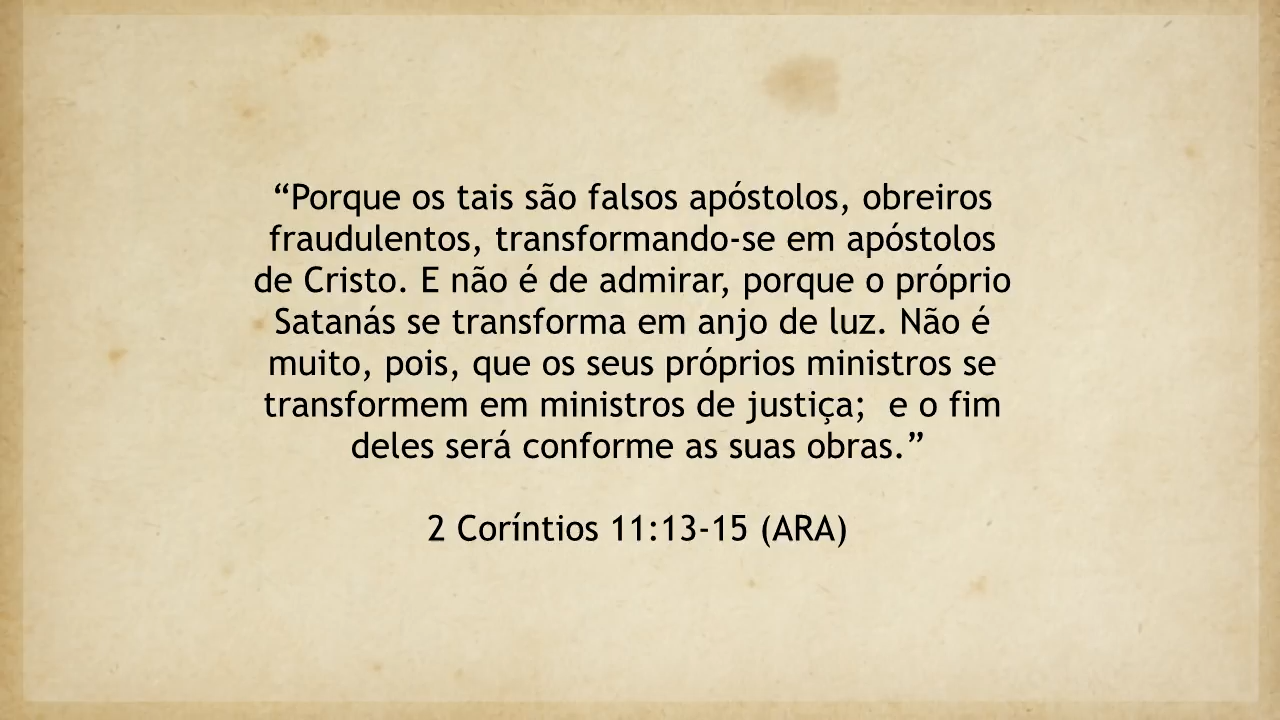 “Porque os tais são falsos apóstolos, obreiros
fraudulentos, transformando-se em apóstolos
de Cristo. E não é de admirar, porque o próprio
Satanás se transforma em anjo de luz. Não é
muito, pois, que os seus próprios ministros se
transformem em ministros de justiça;  e o fim
deles será conforme as suas obras.”
2 Coríntios 11:13-15 (ARA)